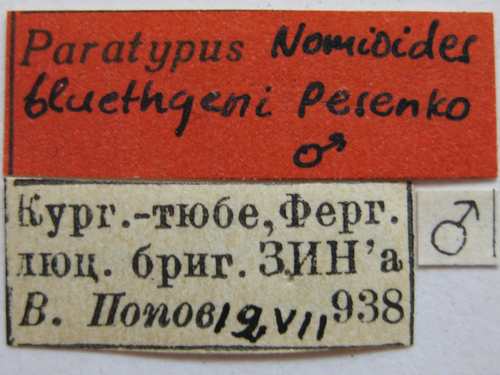 Paratypus Nomioides
bluethgeni Pesenko
♂
Кург.-тюбе, Ферг.
люц. бриг. ЗИН'а
В. Попов 12 VII 938
♂